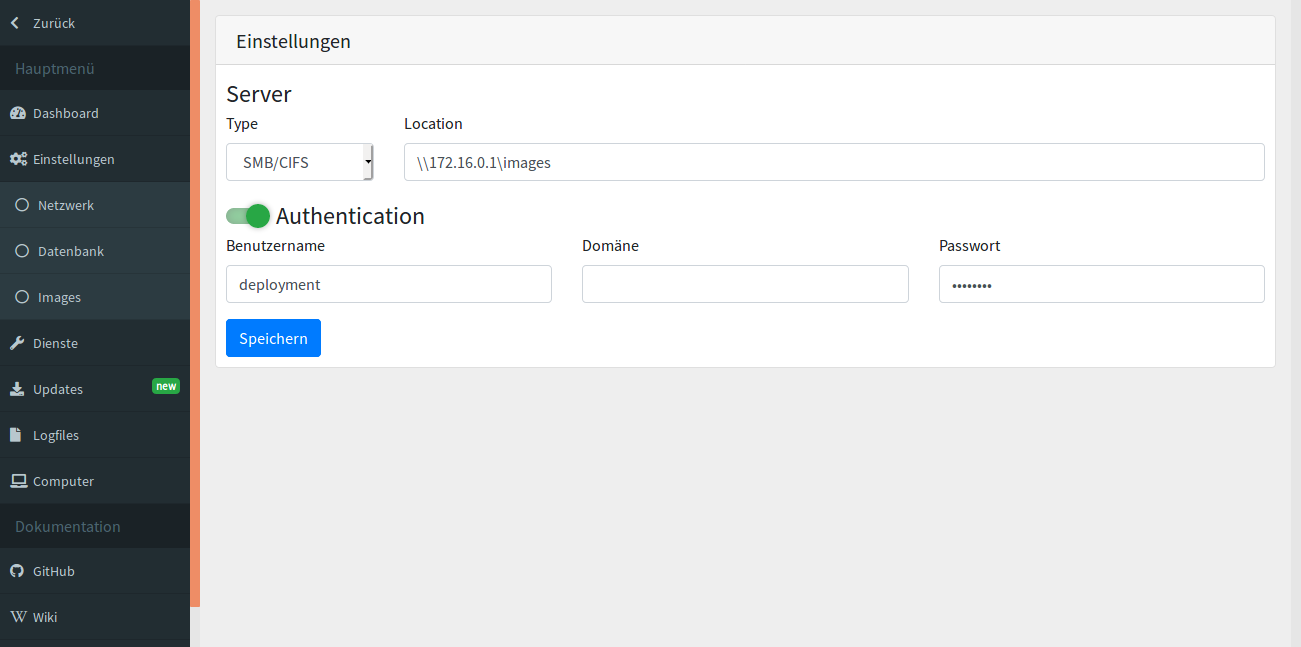 Zurück
Hauptmenü
Dashboard
Einstellungen
Netzwerk
Datenbank
Images
Dienste
Updates new
Logfiles
Computer
Dokumentation
GitHub
Wiki
Einstellungen
Server
Type Location
SMB/CIFS \\172.16.0.1\images
Authentication
Benutzername Domäne Passwort
deployment ••••••••
Speichern